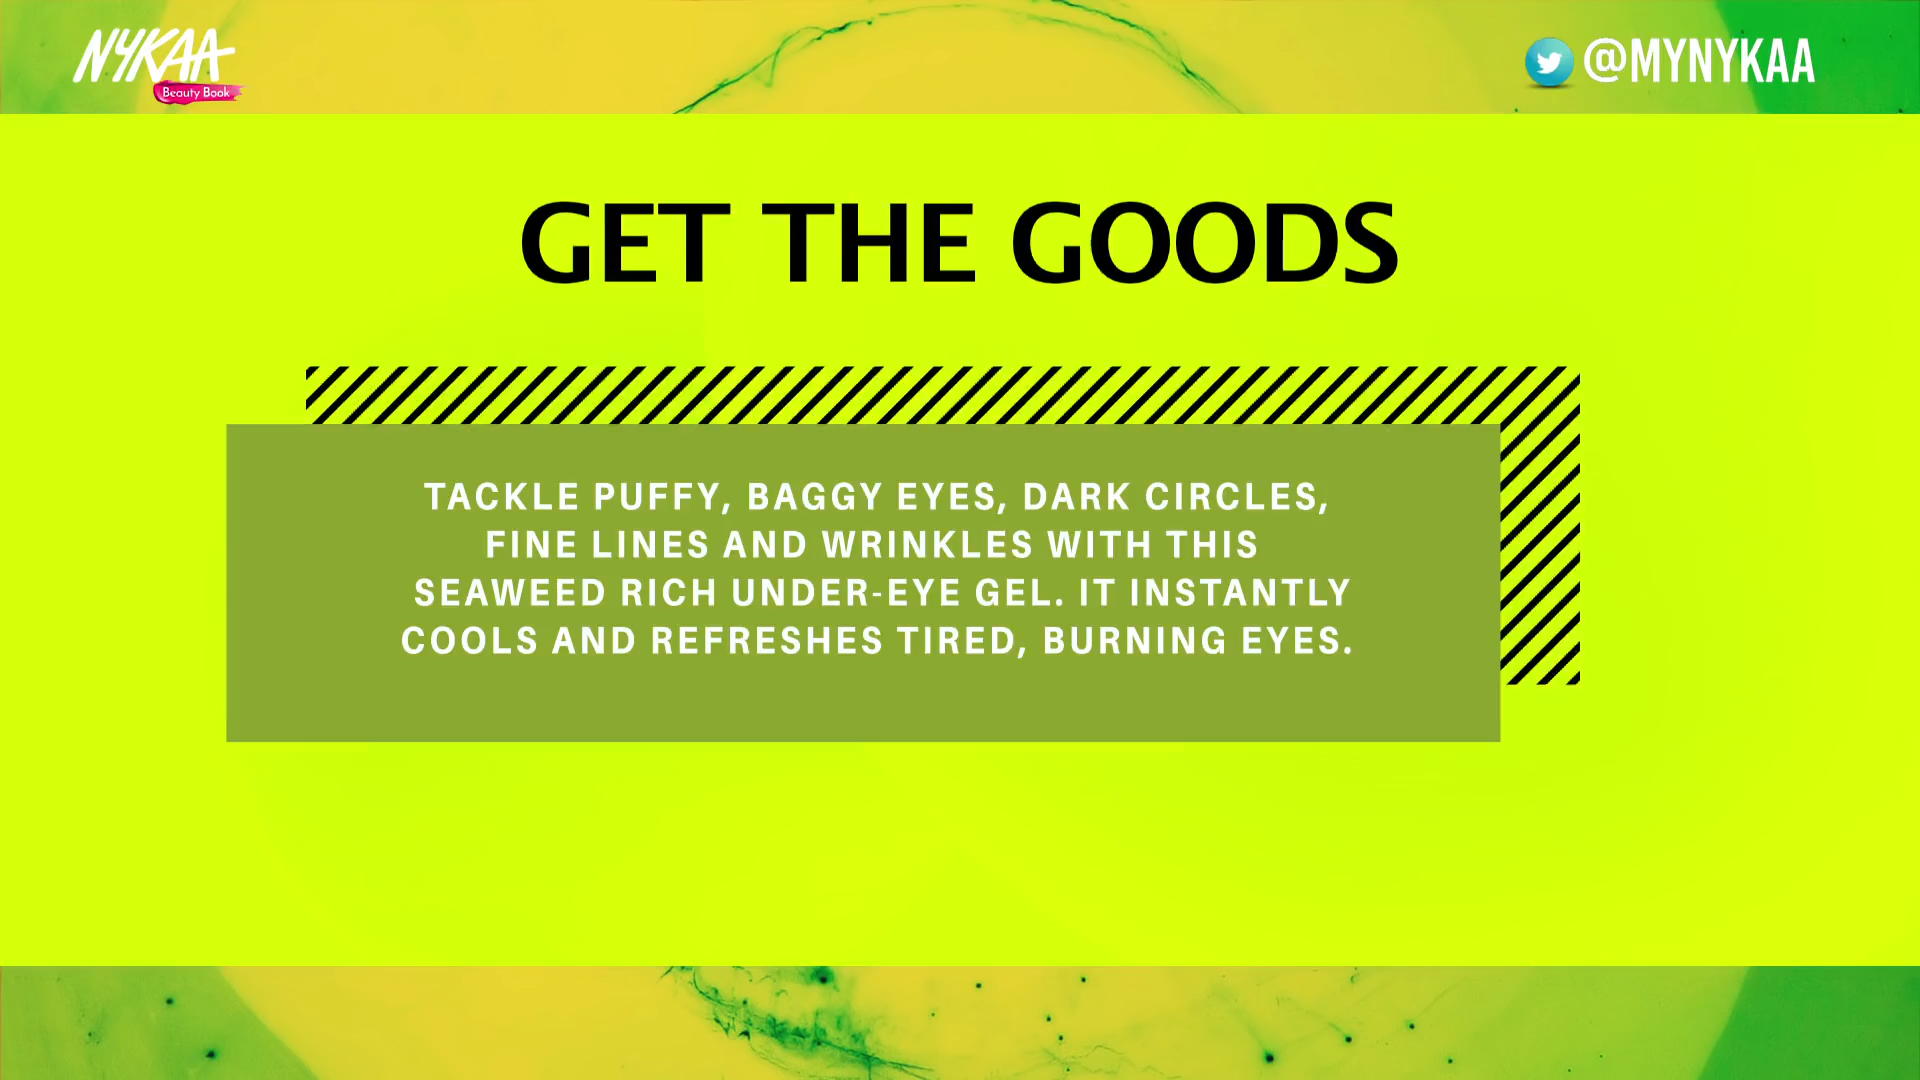 NYKAA
Beauty Book
@MYNYKAA
GET THE GOODS
TACKLE PUFFY, BAGGY EYES, DARK CIRCLES,
FINE LINES AND WRINKLES WITH THIS
SEAWEED RICH UNDER-EYE GEL. IT INSTANTLY
COOLS AND REFRESHES TIRED, BURNING EYES.